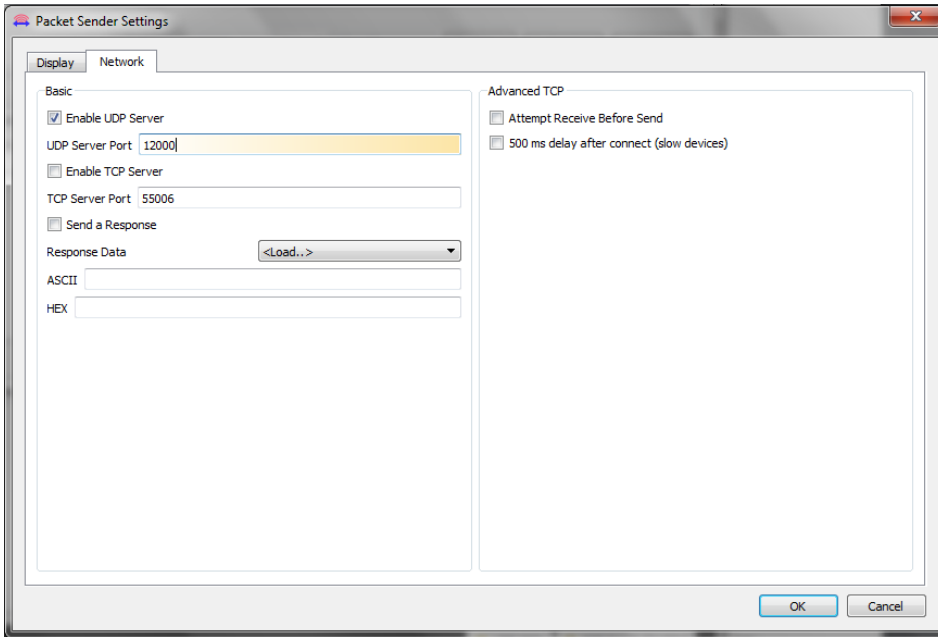 Packet Sender Settings
Display
Network
Basic
Enable UDP Server
UDP Server Port 12000
Enable TCP Server
TCP Server Port 55006
Send a Response
Response Data <Load..>
ASCII
HEX
Advanced TCP
Attempt Receive Before Send
500 ms delay after connect (slow devices)
OK
Cancel